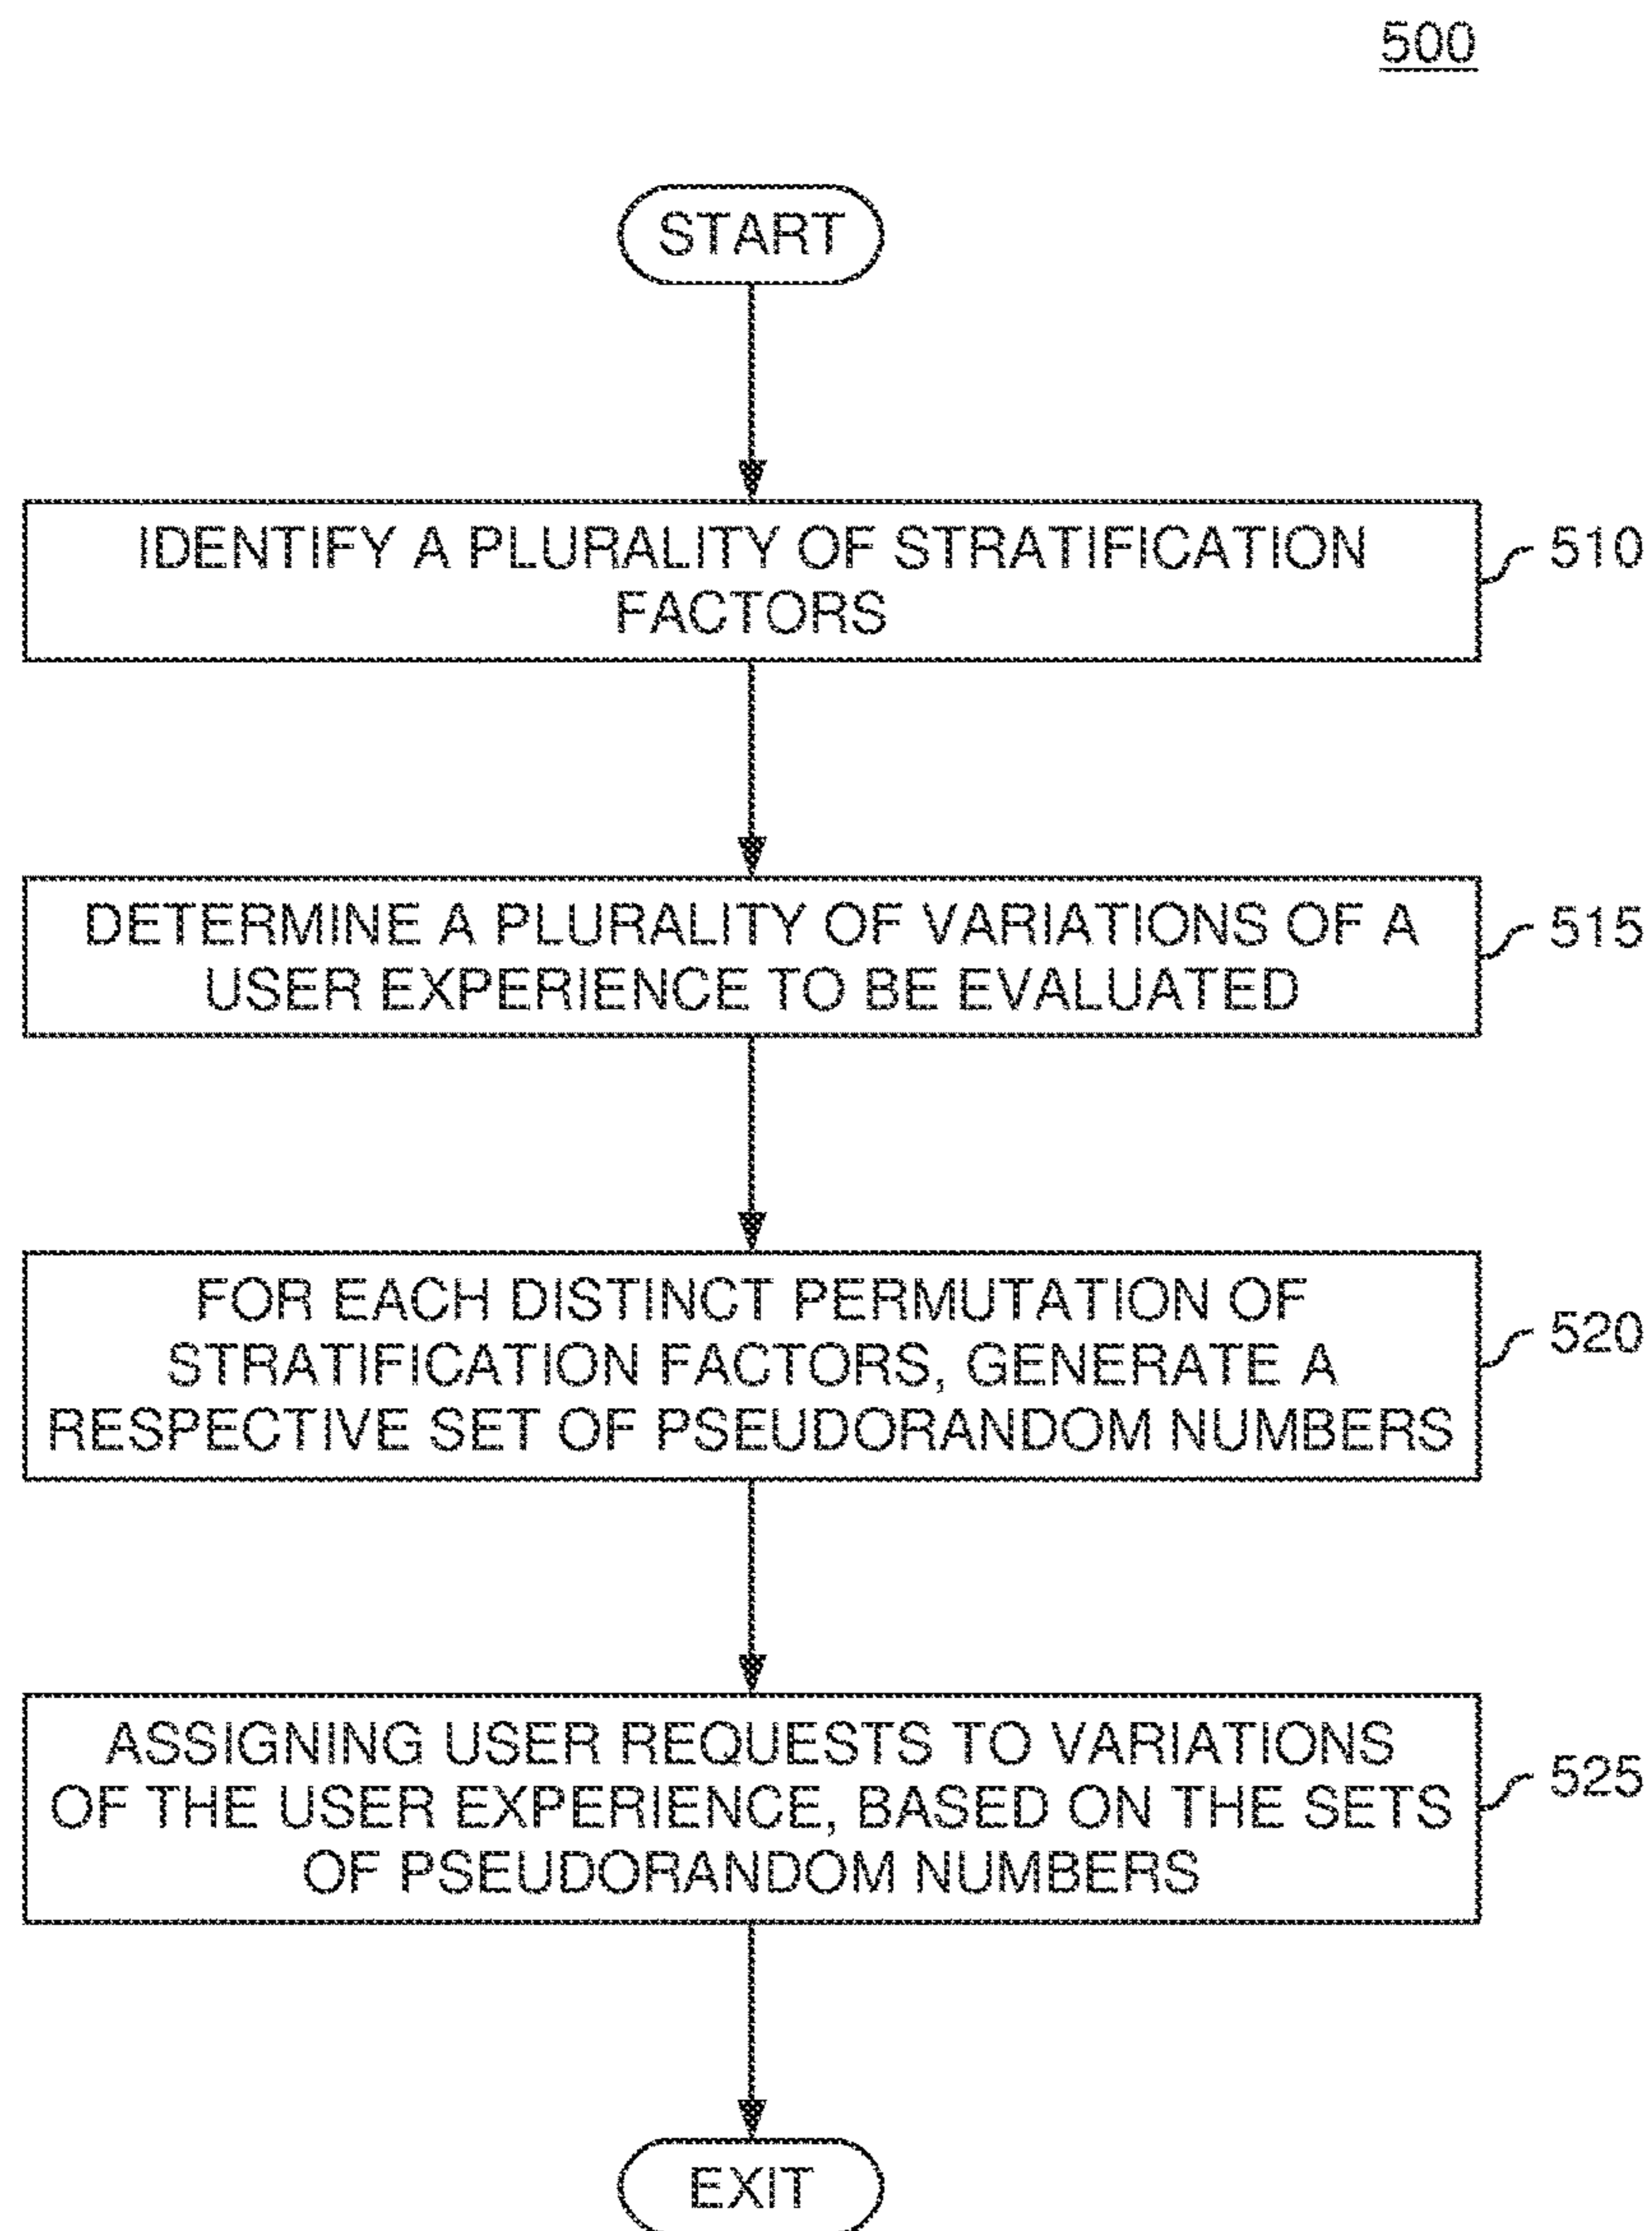 500
START
IDENTIFY A PLURALITY OF STRATIFICATION
FACTORS
510
DETERMINE A PLURALITY OF VARIATIONS OF A
USER EXPERIENCE TO BE EVALUATED
515
FOR EACH DISTINCT PERMUTATION OF
STRATIFICATION FACTORS, GENERATE A
RESPECTIVE SET OF PSEUDORANDOM NUMBERS
520
ASSIGNING USER REQUESTS TO VARIATIONS
OF THE USER EXPERIENCE, BASED ON THE SETS
OF PSEUDORANDOM NUMBERS
525
EXIT